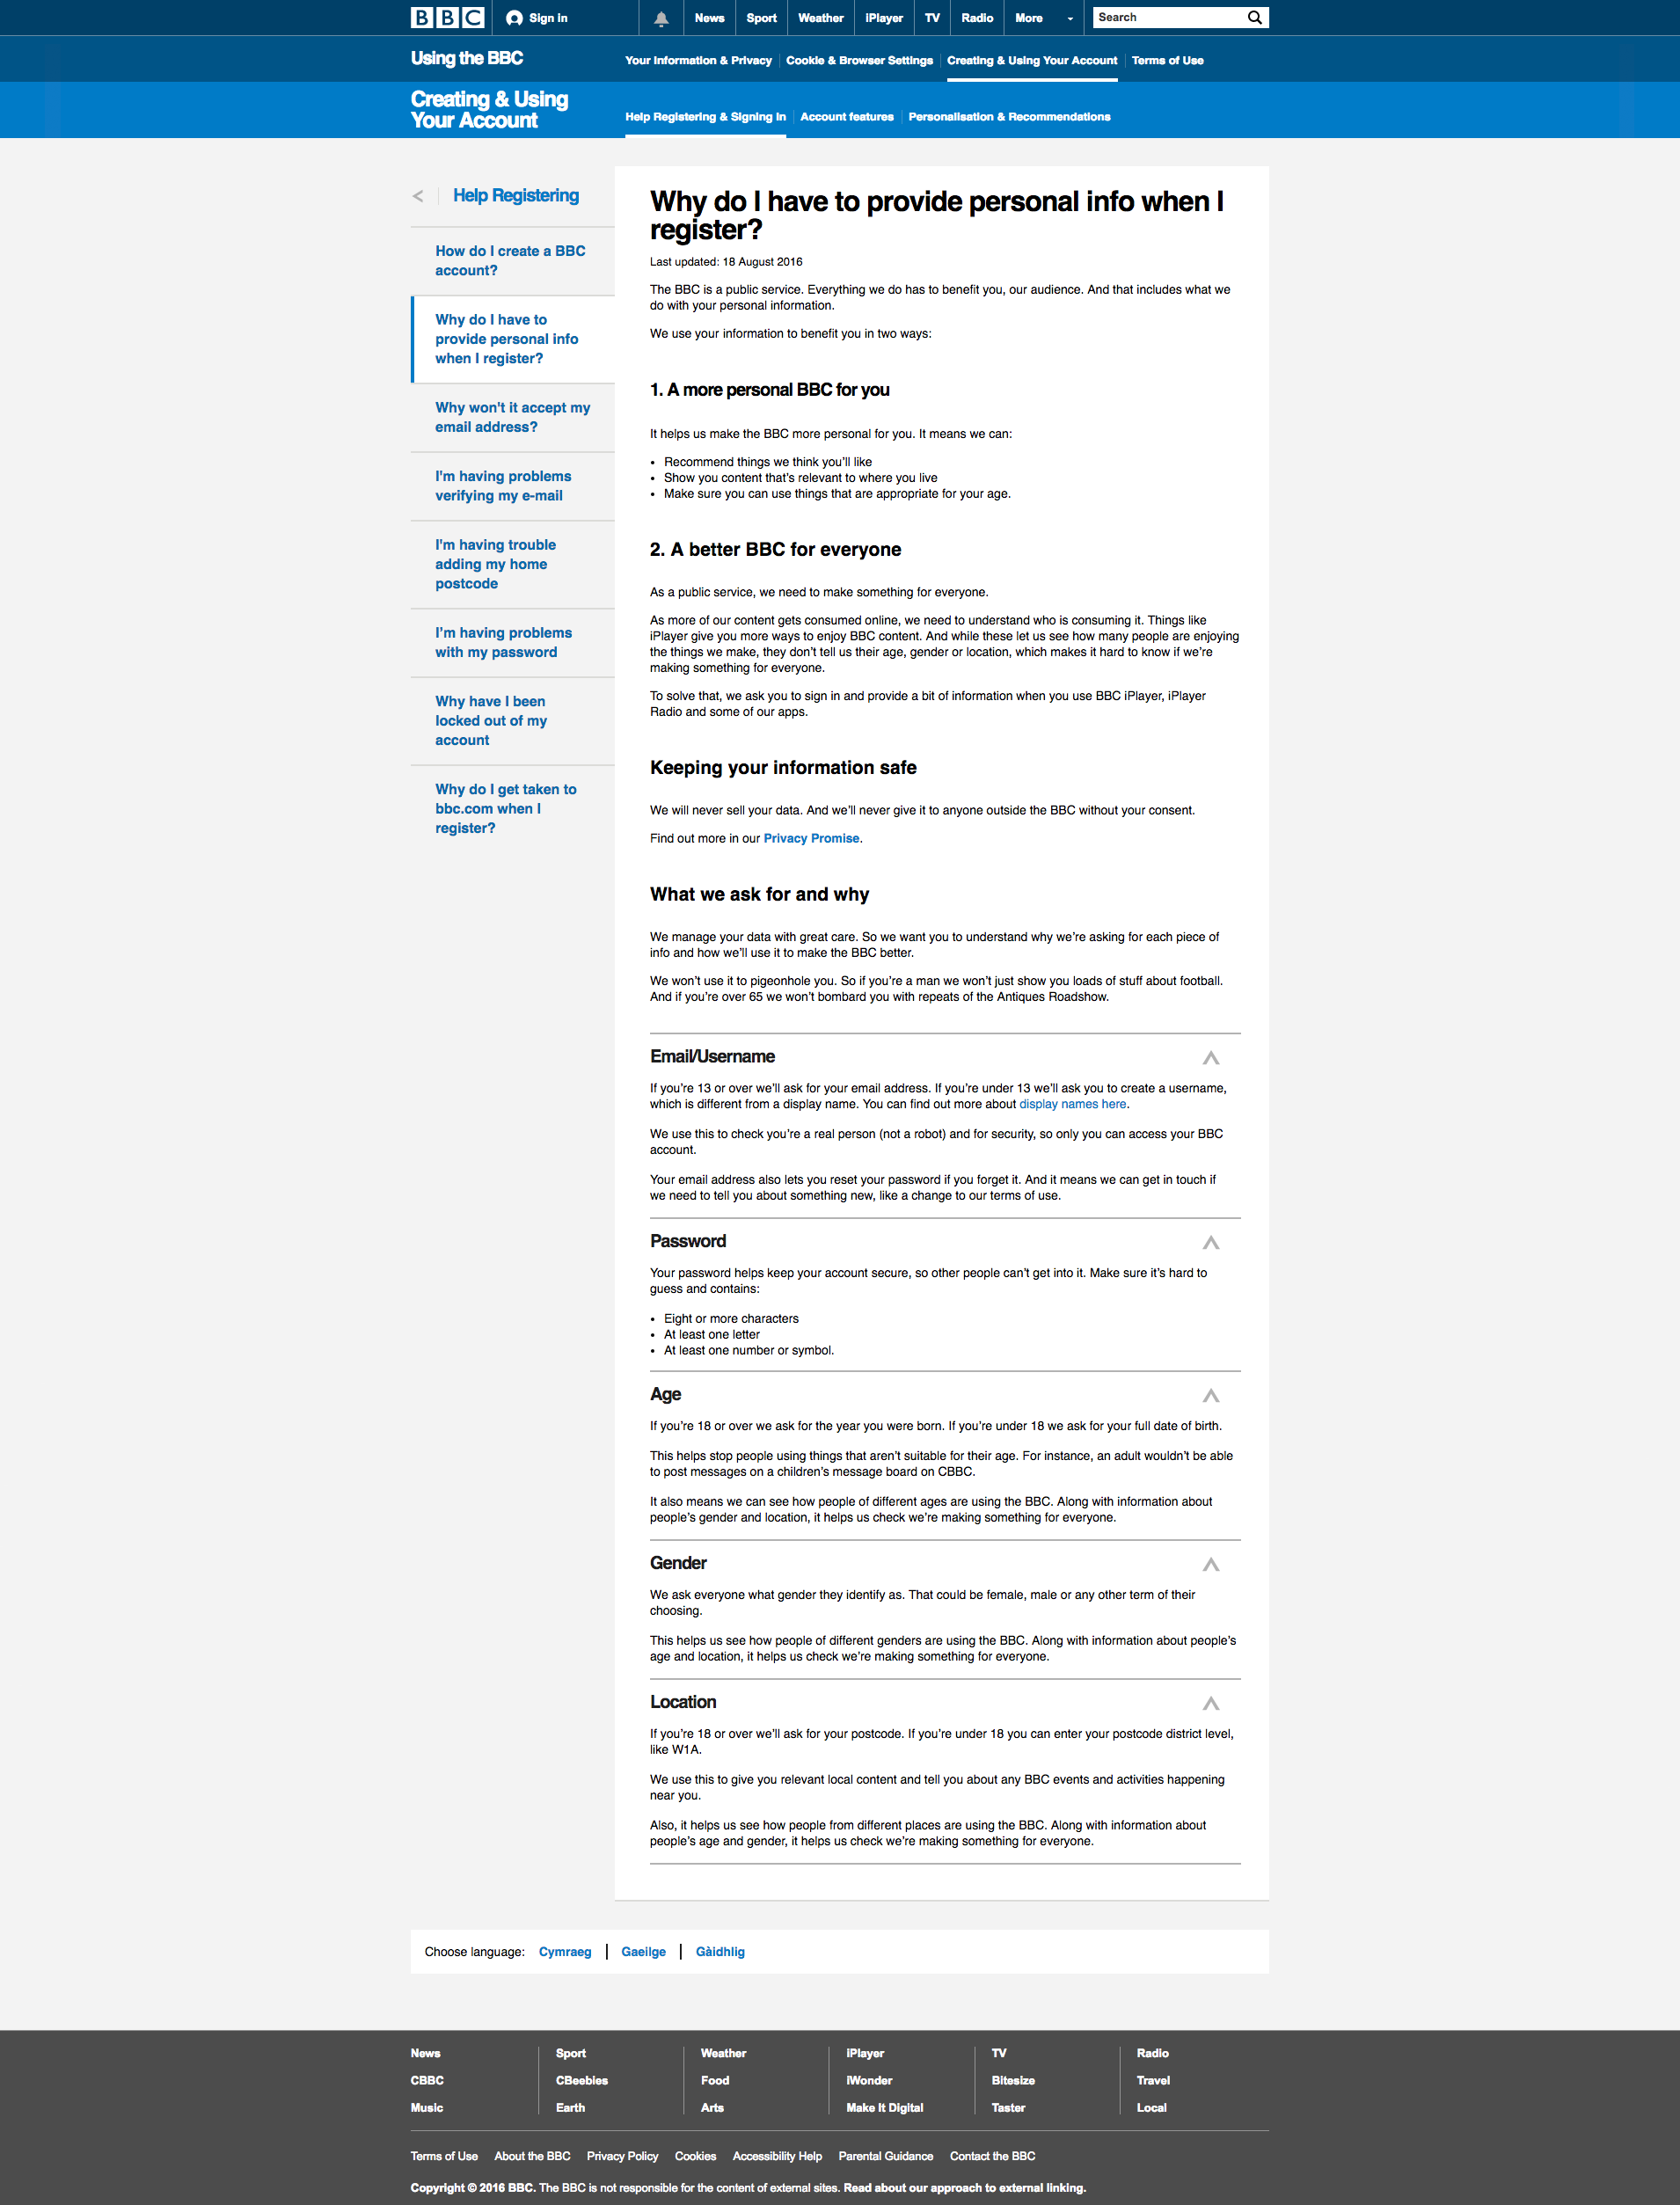 BBC Sign in News Sport Weather iPlayer TV Radio More Search
Using the BBC
Your Information & Privacy Cookie & Browser Settings Creating & Using Your Account Terms of Use
Creating & Using
Your Account
Help Registering & Signing In Account features Personalisation & Recommendations
< Help Registering
How do I create a BBC
account?
Why do I have to
provide personal info
when I register?
Why won't it accept my
email address?
I'm having problems
verifying my e-mail
I'm having trouble
adding my home
postcode
I’m having problems
with my password
Why have I been
locked out of my
account
Why do I get taken to
bbc.com when I
register?
Why do I have to provide personal info when I
register?
Last updated: 18 August 2016
The BBC is a public service. Everything we do has to benefit you, our audience. And that includes what we
do with your personal information.
We use your information to benefit you in two ways:
1. A more personal BBC for you
It helps us make the BBC more personal for you. It means we can:
• Recommend things we think you’ll like
• Show you content that’s relevant to where you live
• Make sure you can use things that are appropriate for your age.
2. A better BBC for everyone
As a public service, we need to make something for everyone.
As more of our content gets consumed online, we need to understand who is consuming it. Things like
iPlayer give you more ways to enjoy BBC content. And while these let us see how many people are enjoying
the things we make, they don’t tell us their age, gender or location, which makes it hard to know if we’re
making something for everyone.
To solve that, we ask you to sign in and provide a bit of information when you use BBC iPlayer, iPlayer
Radio and some of our apps.
Keeping your information safe
We will never sell your data. And we’ll never give it to anyone outside the BBC without your consent.
Find out more in our Privacy Promise.
What we ask for and why
We manage your data with great care. So we want you to understand why we’re asking for each piece of
info and how we’ll use it to make the BBC better.
We won’t use it to pigeonhole you. So if you’re a man we won’t just show you loads of stuff about football.
And if you’re over 65 we won’t bombard you with repeats of the Antiques Roadshow.
Email/Username
If you’re 13 or over we’ll ask for your email address. If you’re under 13 we’ll ask you to create a username,
which is different from a display name. You can find out more about display names here.
We use this to check you’re a real person (not a robot) and for security, so only you can access your BBC
account.
Your email address also lets you reset your password if you forget it. And it means we can get in touch if
we need to tell you about something new, like a change to our terms of use.
Password
Your password helps keep your account secure, so other people can’t get into it. Make sure it’s hard to
guess and contains:
• Eight or more characters
• At least one letter
• At least one number or symbol.
Age
If you’re 18 or over we ask for the year you were born. If you’re under 18 we ask for your full date of birth.
This helps stop people using things that aren’t suitable for their age. For instance, an adult wouldn’t be able
to post messages on a children’s message board on CBBC.
It also means we can see how people of different ages are using the BBC. Along with information about
people’s gender and location, it helps us check we’re making something for everyone.
Gender
We ask everyone what gender they identify as. That could be female, male or any other term of their
choosing.
This helps us see how people of different genders are using the BBC. Along with information about people’s
age and location, it helps us check we’re making something for everyone.
Location
If you’re 18 or over we’ll ask for your postcode. If you’re under 18 you can enter your postcode district level,
like W1A.
We use this to give you relevant local content and tell you about any BBC events and activities happening
near you.
Also, it helps us see how people from different places are using the BBC. Along with information about
people’s age and gender, it helps us check we’re making something for everyone.
Choose language: Cymraeg | Gaeilge | Gàidhlig
News Sport Weather iPlayer TV Radio
CBBC CBeebies Food iWonder Bitesize Travel
Music Earth Arts Make It Digital Taster Local
Terms of Use About the BBC Privacy Policy Cookies Accessibility Help Parental Guidance Contact the BBC
Copyright © 2016 BBC. The BBC is not responsible for the content of external sites. Read about our approach to external linking.